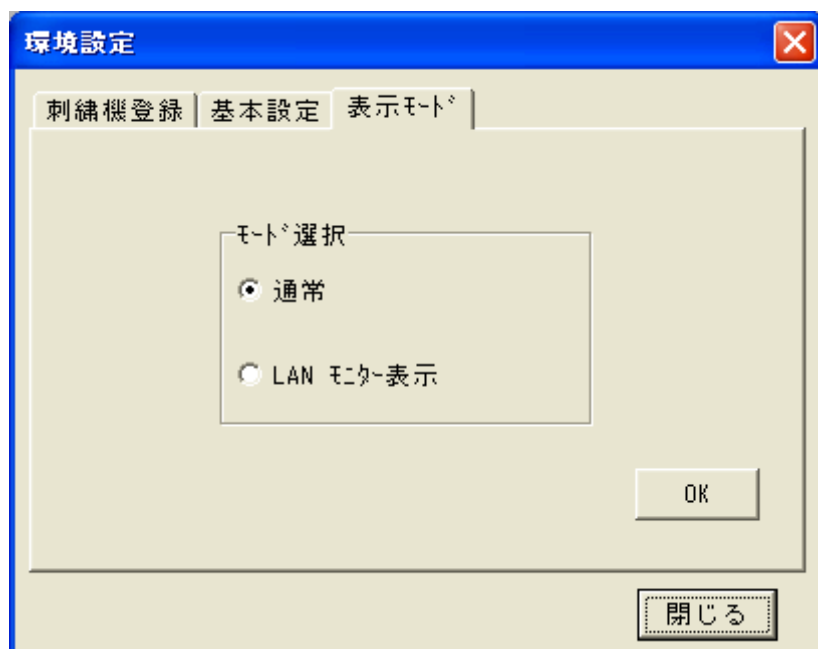 環境設定
刺繍機登録 基本設定 表示ﾓｰﾄﾞ
ﾓｰﾄﾞ選択
通常
LAN ﾓﾆﾀｰ表示
OK
閉じる